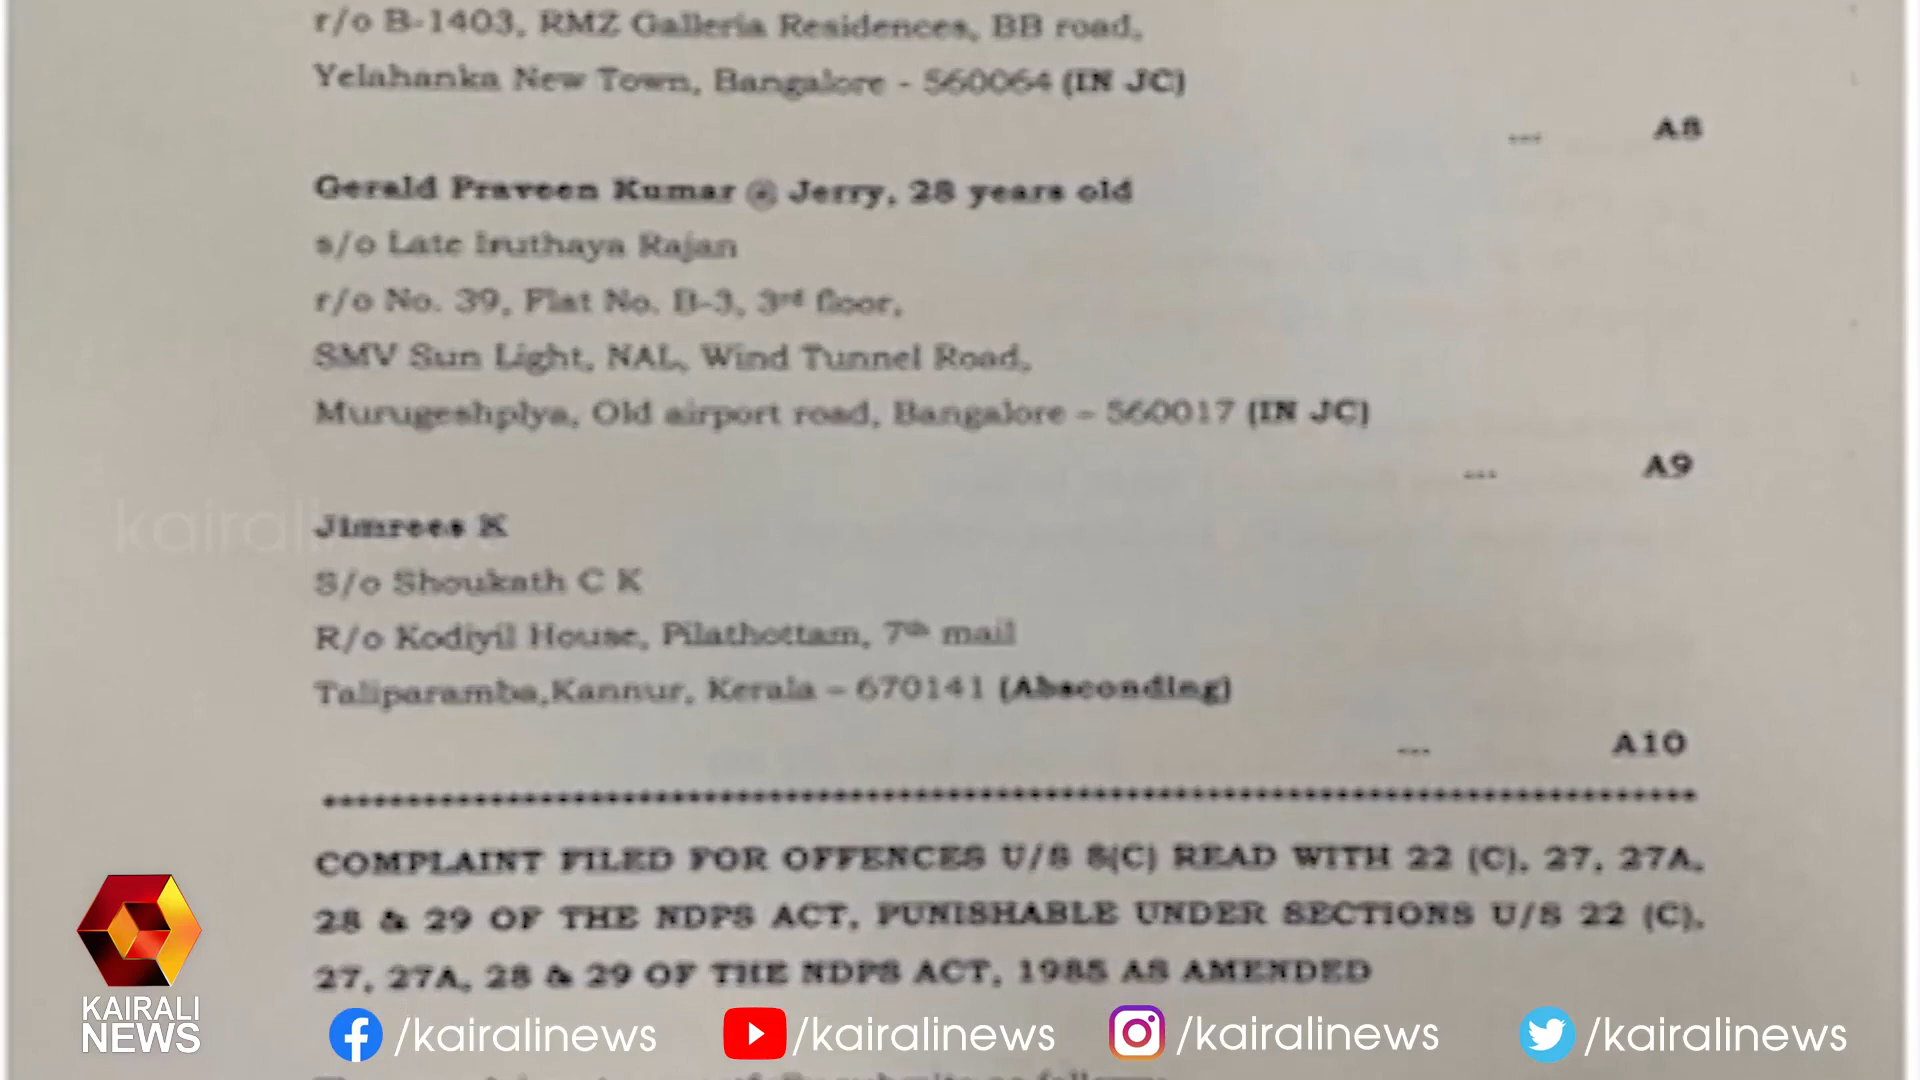 r/o B-1403, RMZ Galleria Residences, BB road,
Yelahanka New Town, Bangalore - 560064 (IN JC)
... A8
Gerald Praveen Kumar @ Jerry, 28 years old
s/o Late Iruthaya Rajan
r/o No. 39, Flat No. B-3, 3rd floor,
SMV Sun Light, NAL, Wind Tunnel Road,
Murugeshplya, Old airport road, Bangalore – 560017 (IN JC)
... A9
kairalinews
Jimrees K
S/o Shoukath C K
R/o Kodiyil House, Pilathottam, 7th mail
Taliparamba,Kannur, Kerala – 670141 (Absconding)
... A10
COMPLAINT FILED FOR OFFENCES U/S 8(C) READ WITH 22 (C), 27, 27A,
28 & 29 OF THE NDPS ACT, PUNISHABLE UNDER SECTIONS U/S 22 (C),
27, 27A, 28 & 29 OF THE NDPS ACT, 1985 AS AMENDED
KAIRALI
NEWS
/kairalinews /kairalinews /kairalinews /kairalinews